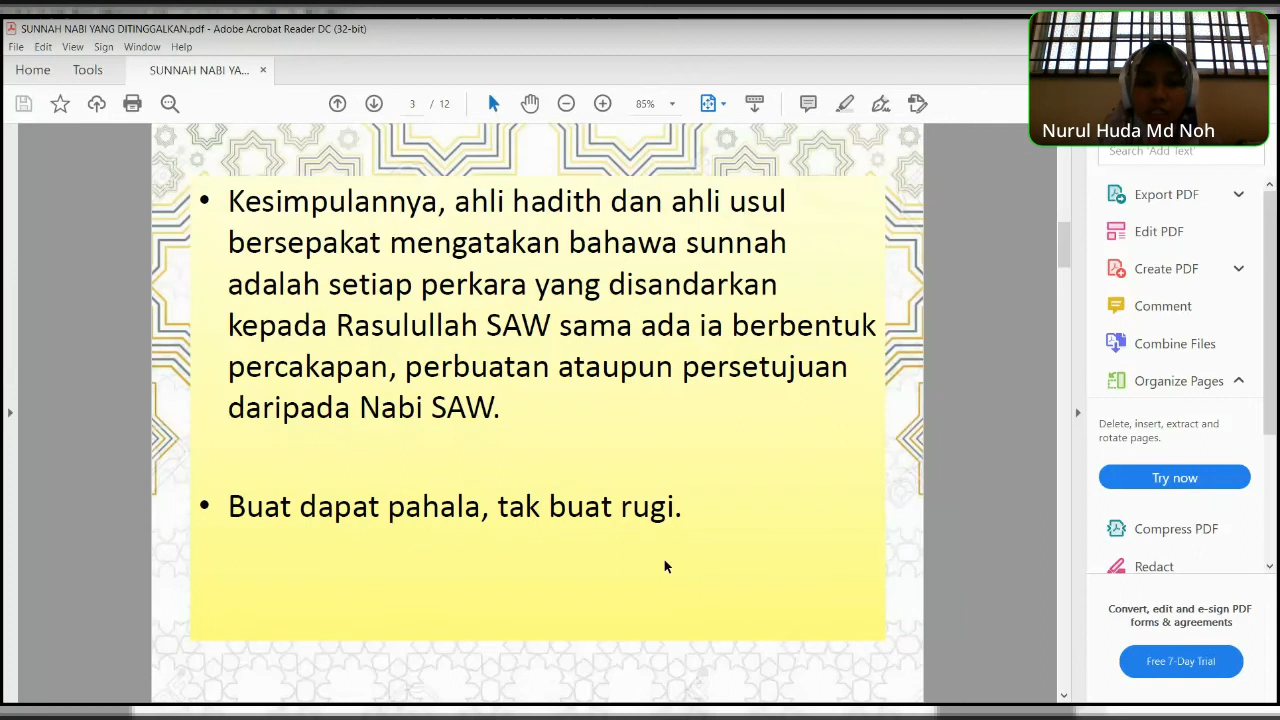 SUNNAH NABI YANG DITINGGALKAN.pdf - Adobe Acrobat Reader DC (32-bit)
File Edit View Sign Window Help
Home Tools SUNNAH NABI YA... ×
3 / 12 85%
Nurul Huda Md Noh
Search 'Add Text'
Export PDF
Edit PDF
Create PDF
Comment
Combine Files
Organize Pages
Delete, insert, extract and
rotate pages.
Try now
Compress PDF
Redact
Convert, edit and e-sign PDF
forms & agreements
Free 7-Day Trial
• Kesimpulannya, ahli hadith dan ahli usul
bersepakat mengatakan bahawa sunnah
adalah setiap perkara yang disandarkan
kepada Rasulullah SAW sama ada ia berbentuk
percakapan, perbuatan ataupun persetujuan
daripada Nabi SAW.
• Buat dapat pahala, tak buat rugi.